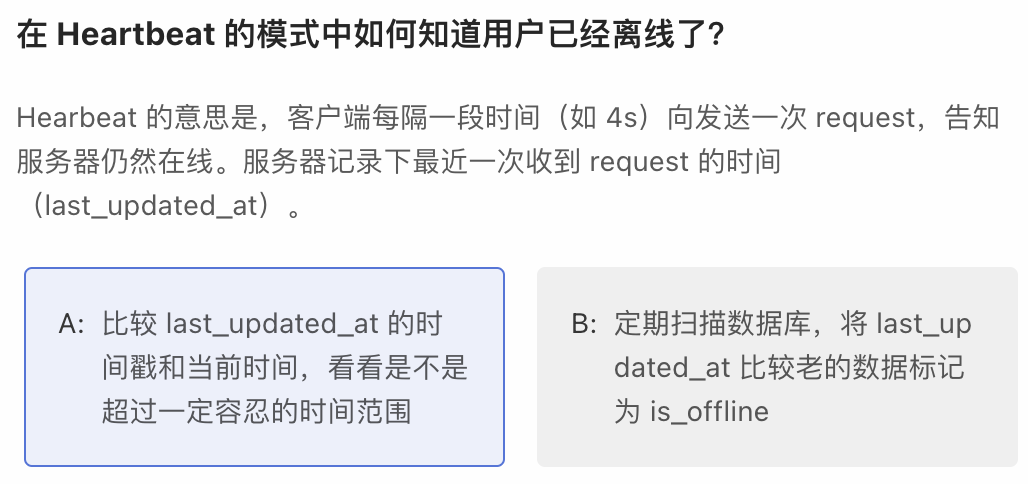 在 Heartbeat 的模式中如何知道用户已经离线了?
Hearbeat 的意思是，客户端每隔一段时间（如 4s）向发送一次 request，告知
服务器仍然在线。服务器记录下最近一次收到 request 的时间
（last_updated_at）。
A: 比较 last_updated_at 的时
间戳和当前时间，看看是不是
超过一定容忍的时间范围
B: 定期扫描数据库，将 last_up
dated_at 比较老的数据标记
为 is_offline